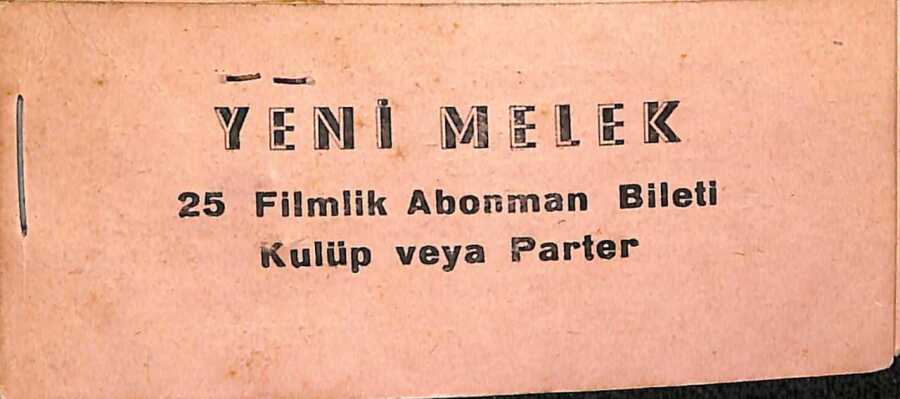 YENİ MELEK
25 Filmlik Abonman Bileti
Kulüp veya Parter